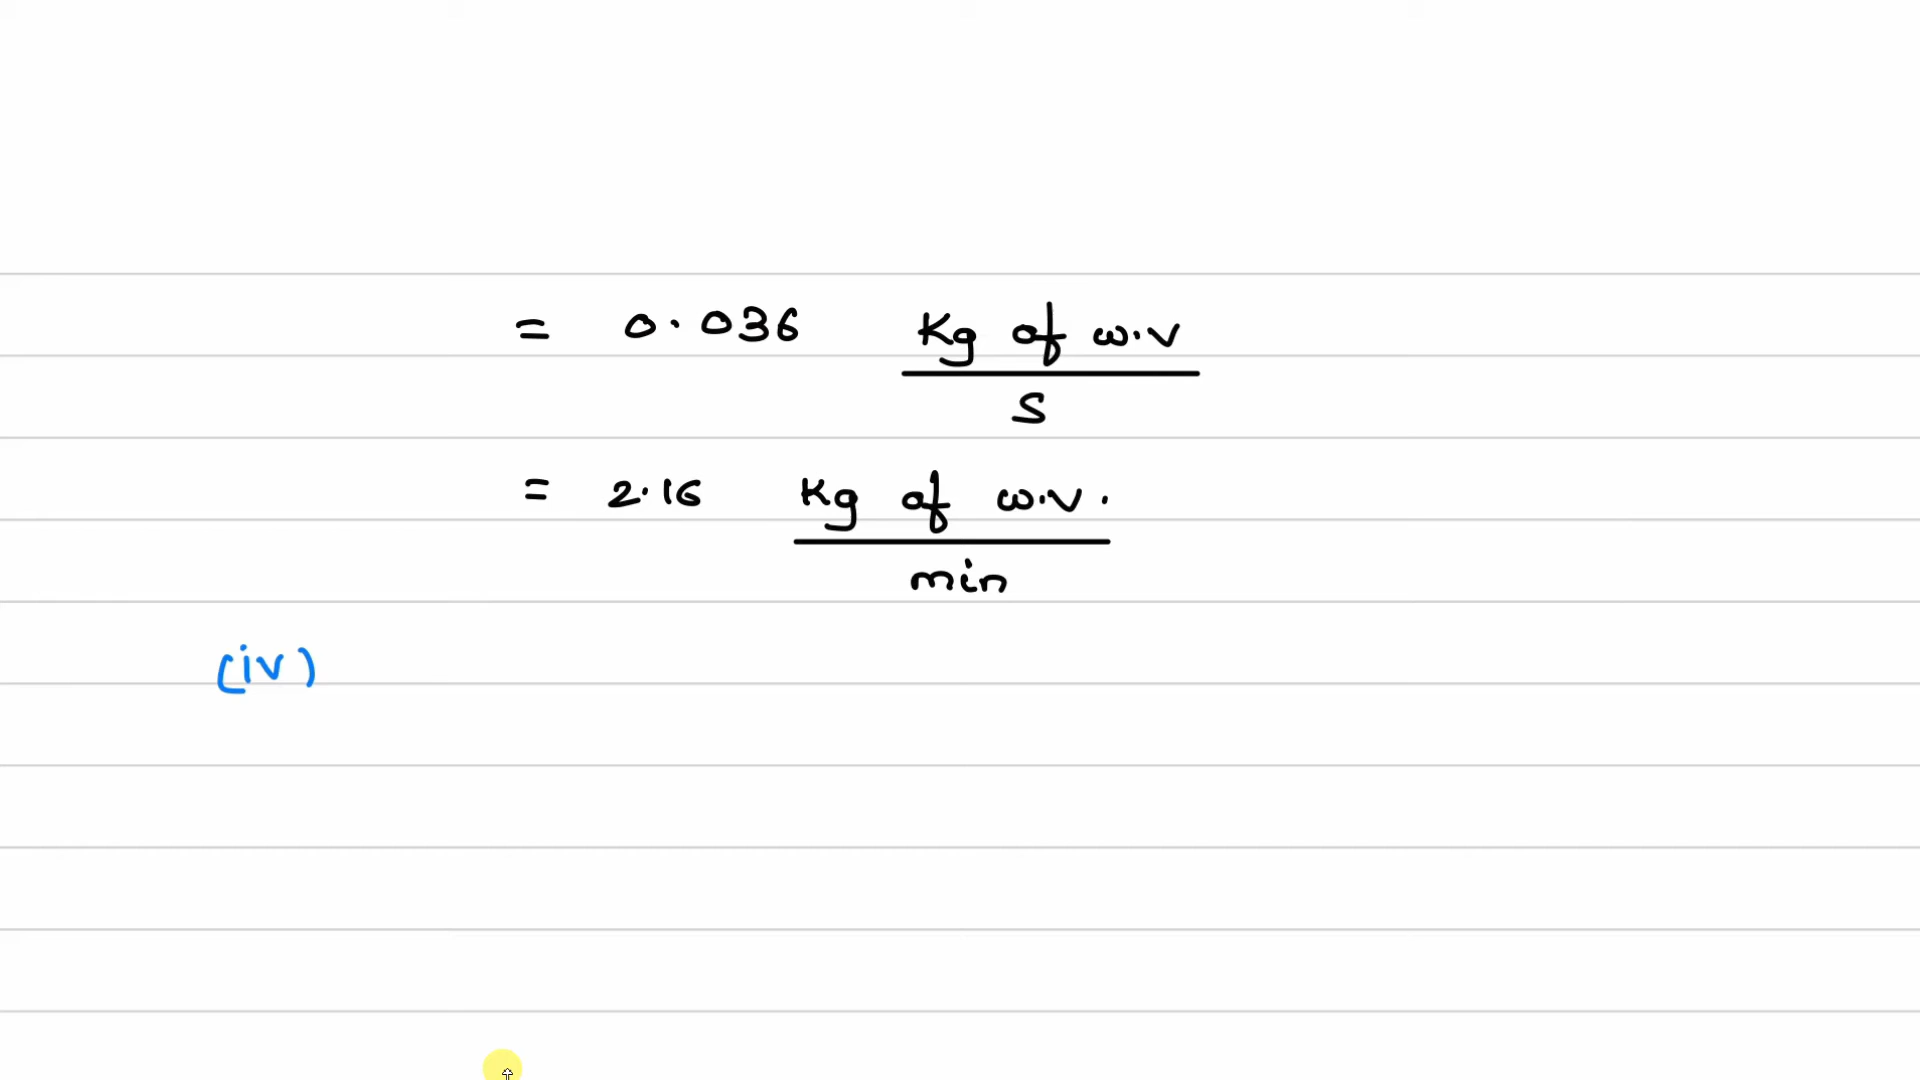 = 0.036 Kg of w.v
S
= 2.16 Kg of w.v.
min
(iv)